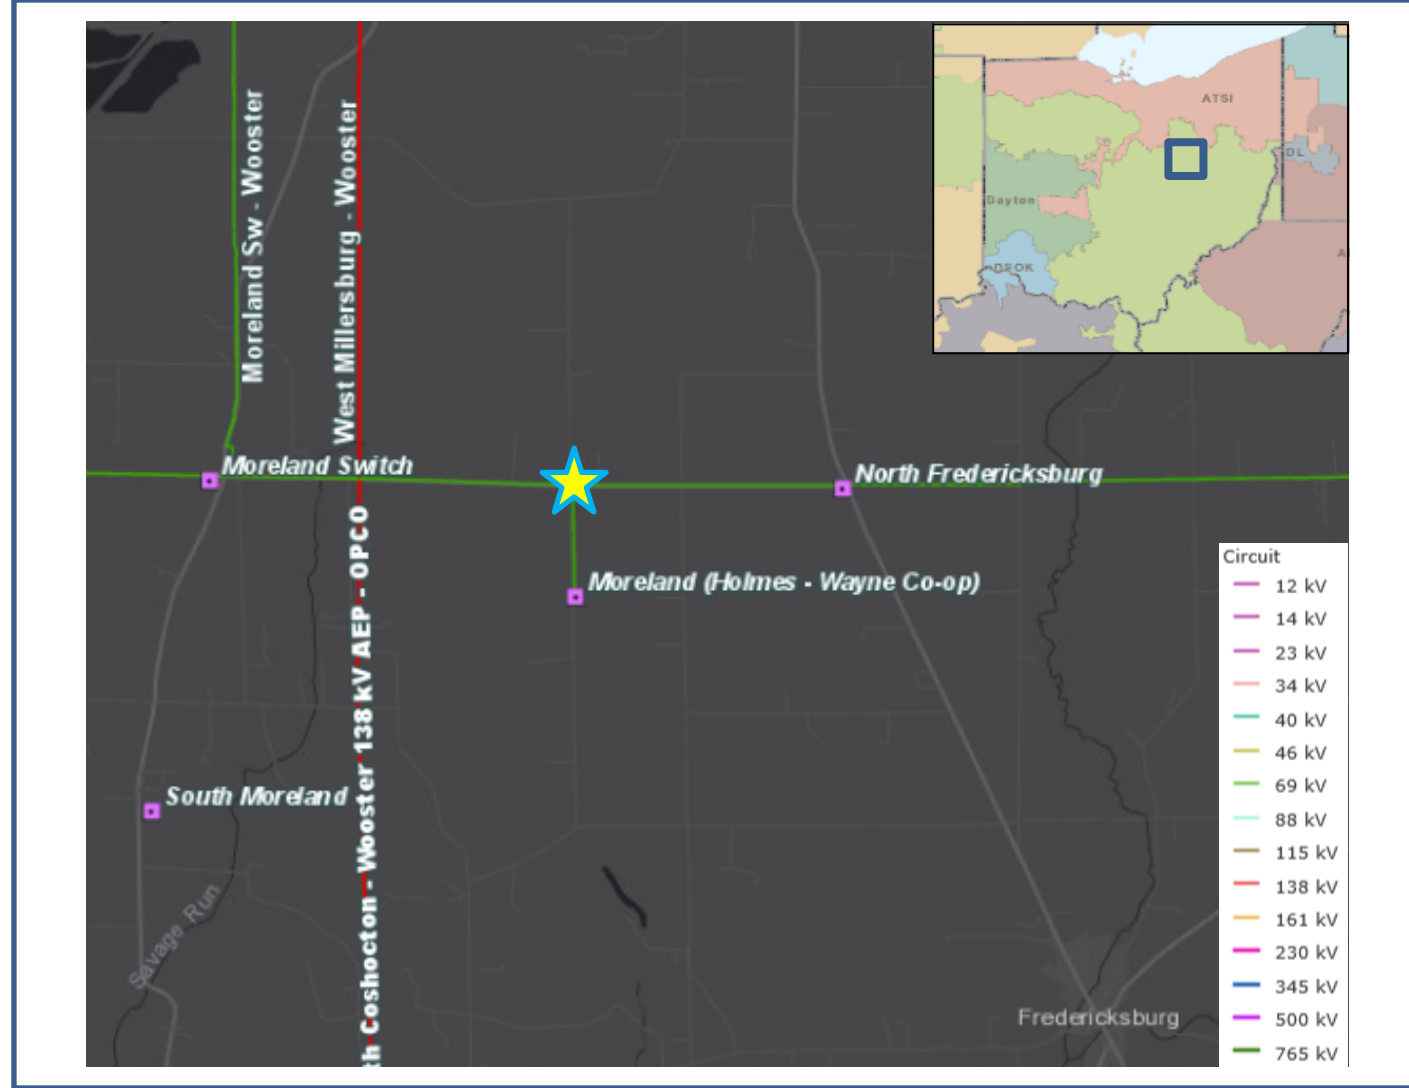 Moreland Sw - Wooster
West Millersburg - Wooster
ATSI
DL
Dayton
DEOK
A
Moreland Switch
North Fredericksburg
Moreland (Holmes - Wayne Co-op)
th Coshocton - Wooster 138 kV AEP - OPCO
South Moreland
Savage Run
Fredericksburg
Circuit
12 kV
14 kV
23 kV
34 kV
40 kV
46 kV
69 kV
88 kV
115 kV
138 kV
161 kV
230 kV
345 kV
500 kV
765 kV